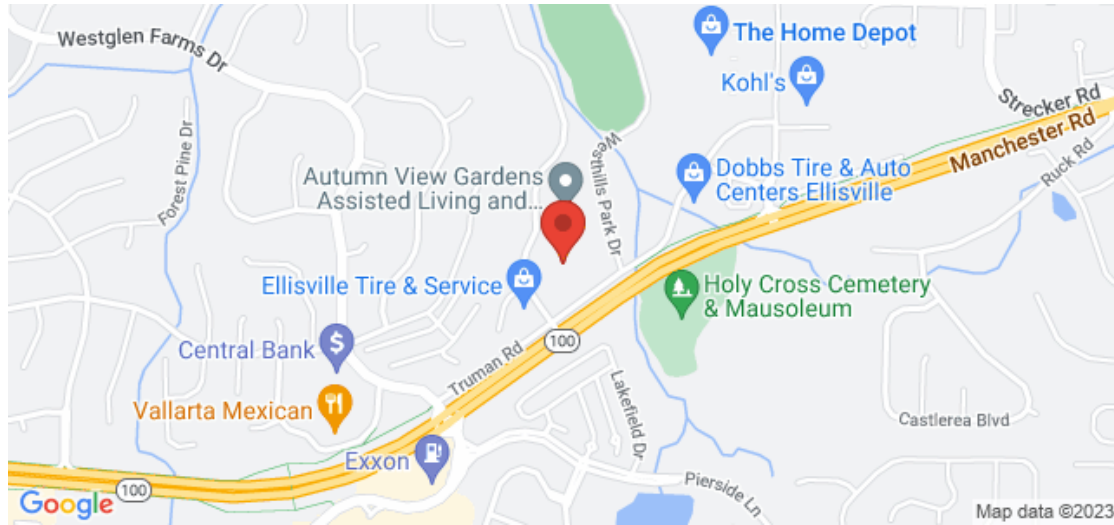 Westglen Farms Dr
The Home Depot
Kohl's
Strecker Rd
Manchester Rd
Ruck Rd
Forest Pine Dr
Westhills Park Dr
Autumn View Gardens
Assisted Living and...
Dobbs Tire & Auto
Centers Ellisville
Ellisville Tire & Service
Holy Cross Cemetery
& Mausoleum
100
Central Bank
$
Truman Rd
Lakefield Dr
Vallarta Mexican
Castlerea Blvd
Exxon
Pierside Ln
100
Google
Map data ©2023